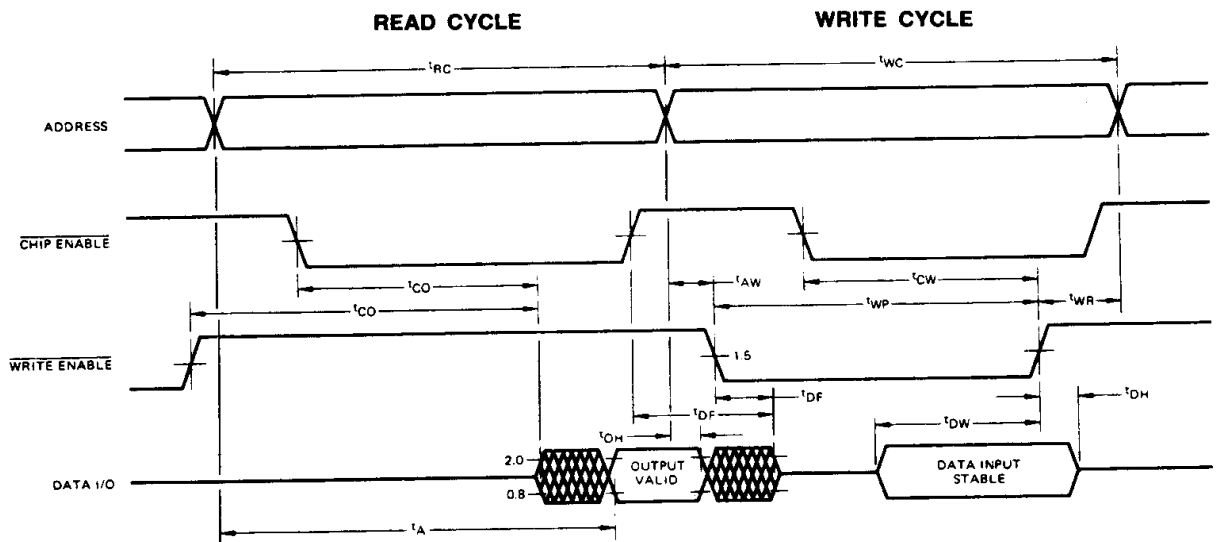 READ CYCLE
WRITE CYCLE
tRC
tWC
ADDRESS
CHIP ENABLE
tCO
tAW
tCW
tCO
tWP
tWR
WRITE ENABLE
1.5
tDF
tDF
tDH
tOH
tDW
2.0
OUTPUT
VALID
DATA INPUT
STABLE
DATA I/O
0.8
tA